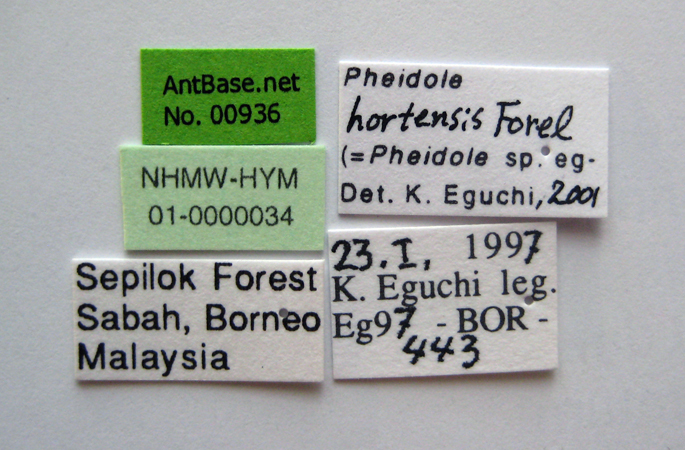 AntBase.net
No. 00936
NHMW-HYM
01-0000034
Sepilok Forest
Sabah, Borneo
Malaysia
Pheidole
hortensis Forel
(=Pheidole sp. eg-
Det. K. Eguchi, 2001
23. I, 1997
K. Eguchi leg.
Eg97 - BOR -
443